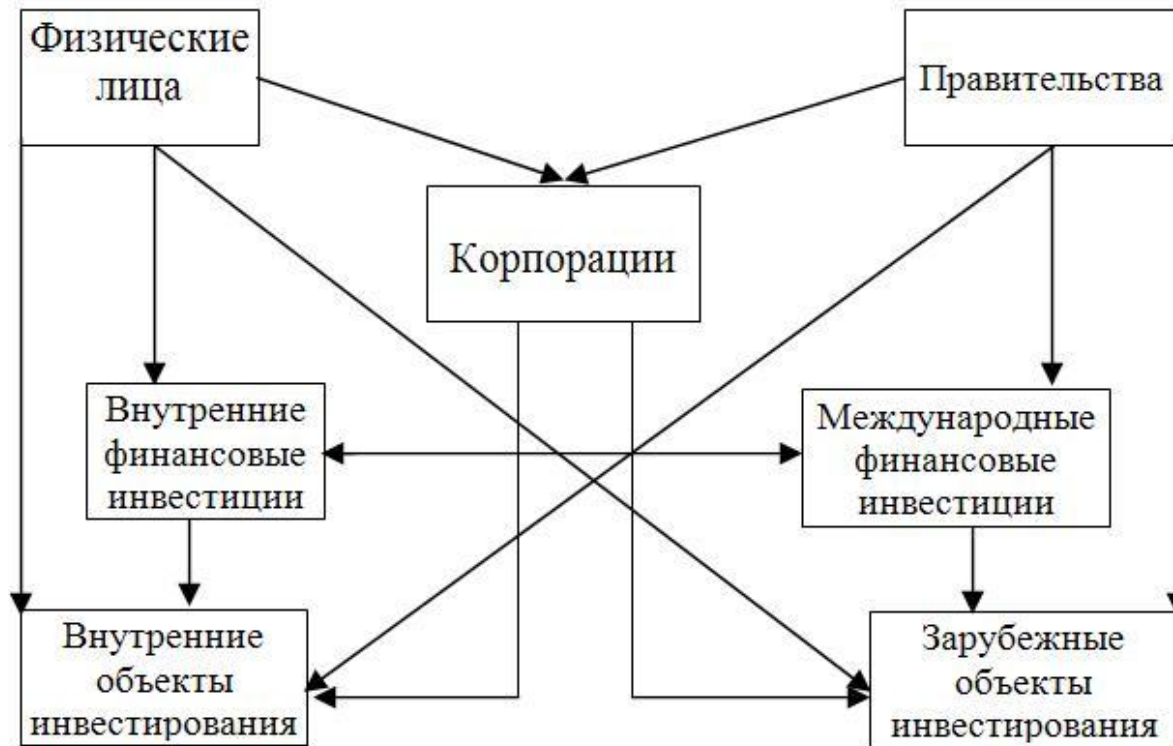 Физические
лица
Правительства
Корпорации
Внутренние
финансовые
инвестиции
Международные
финансовые
инвестиции
Внутренние
объекты
инвестирования
Зарубежные
объекты
инвестирования